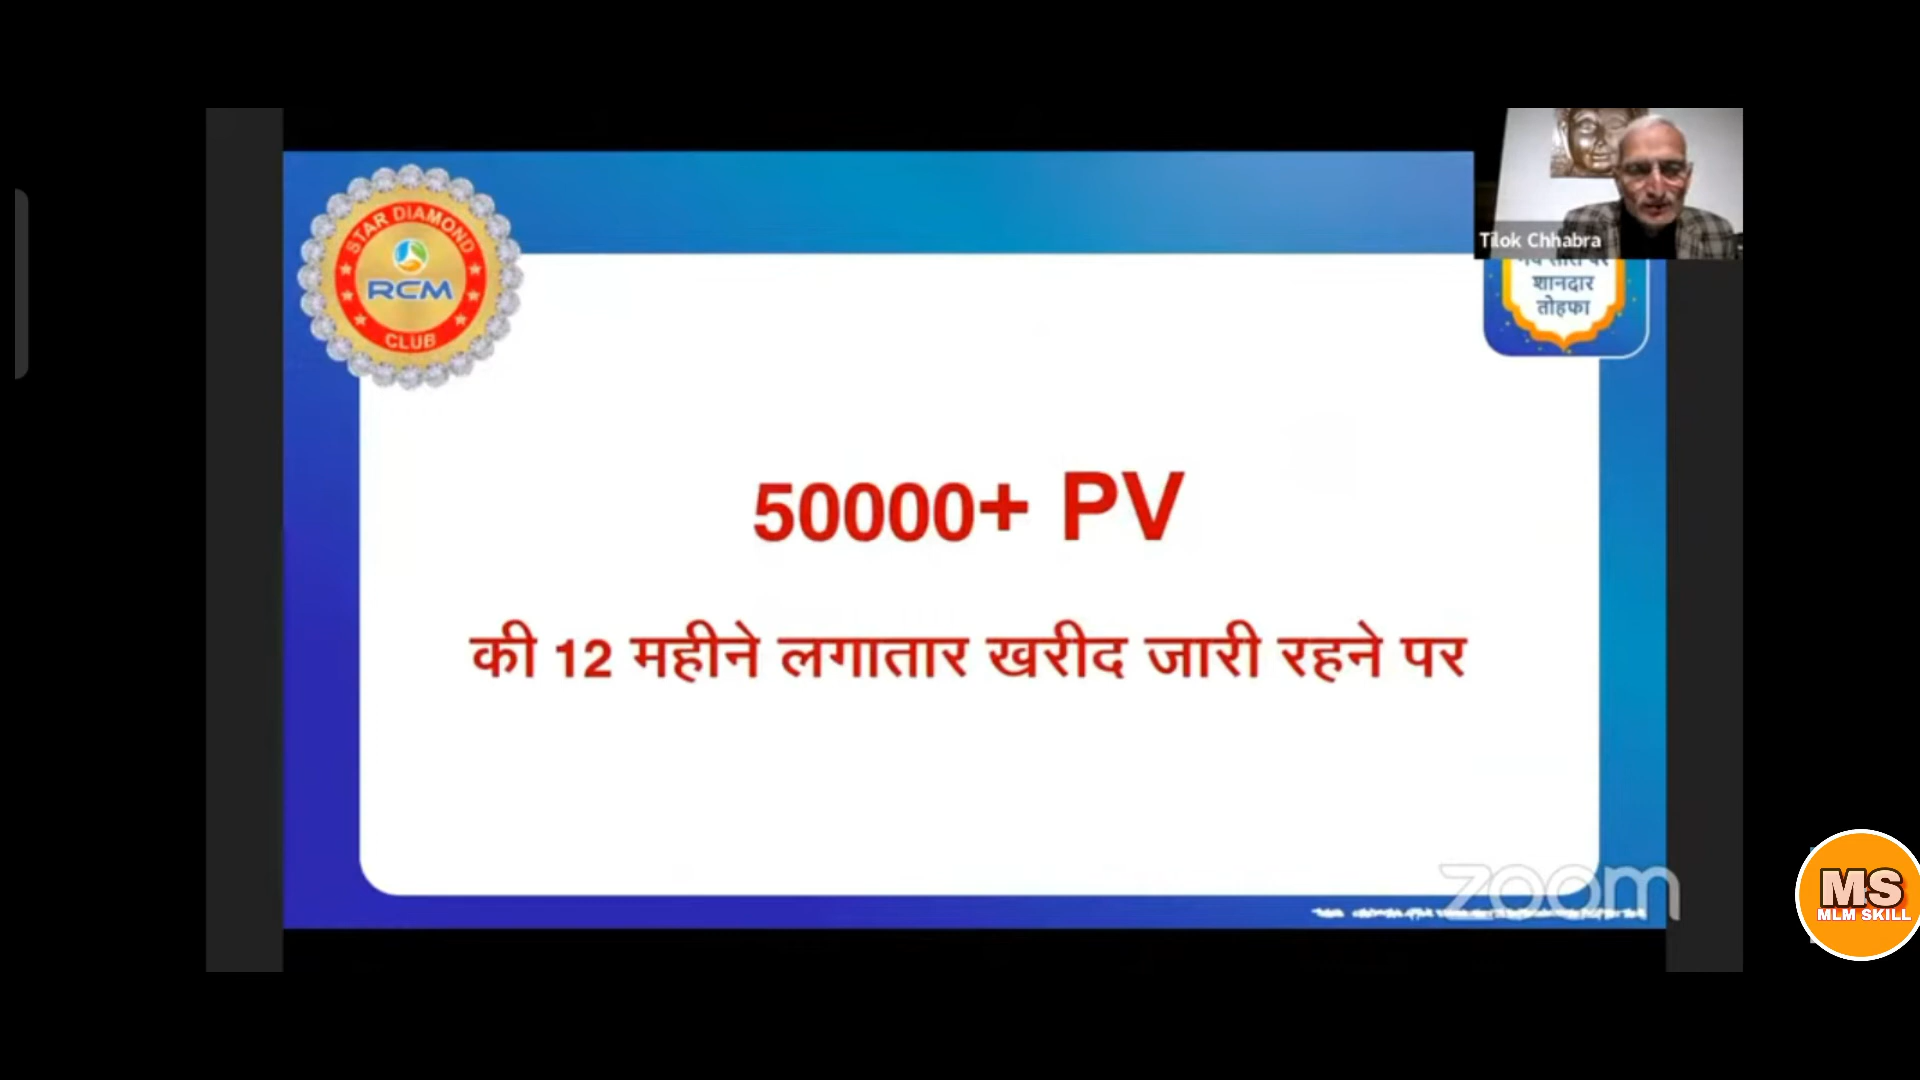 STAR DIAMOND
RCM
CLUB
Tilok Chhabra
शानदार
तोहफा
50000+ PV
की 12 महीने लगातार खरीद जारी रहने पर
zoom
MS
MLM SKILL